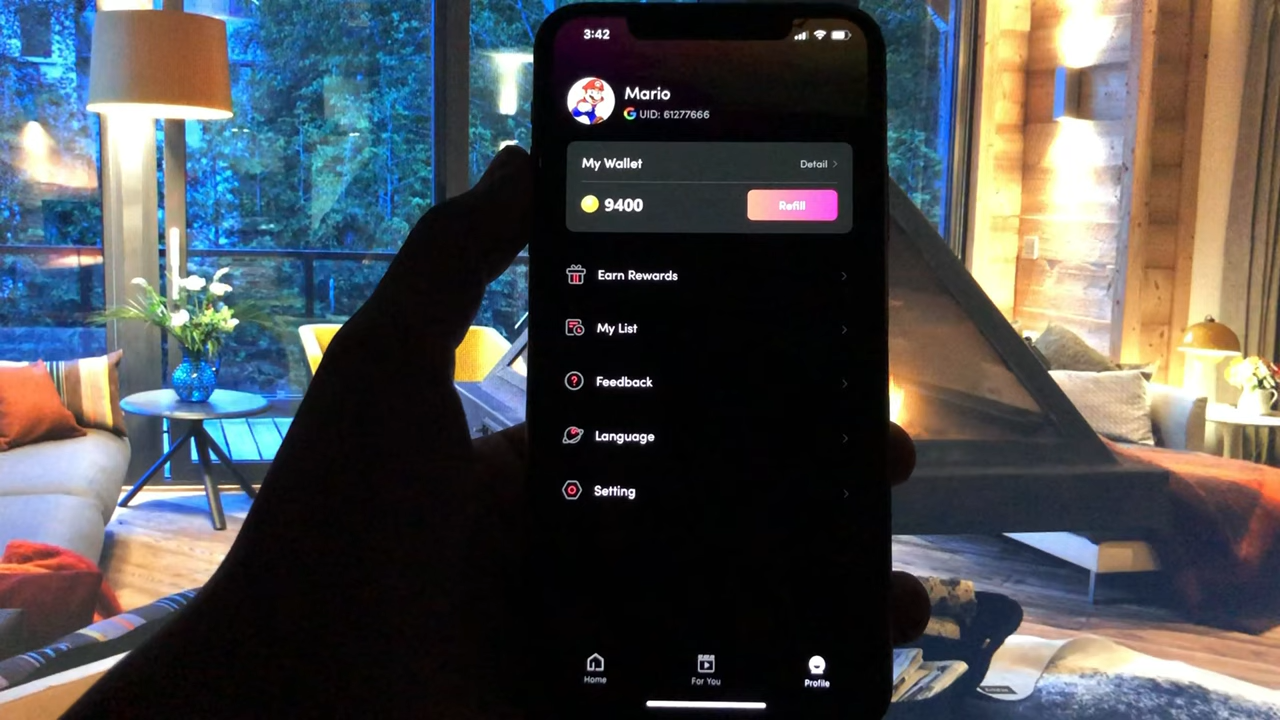 3:42
Mario
UID: 61277666
My Wallet
Detail
9400
Refill
Earn Rewards
My List
Feedback
Language
Setting
Home
For You
Profile